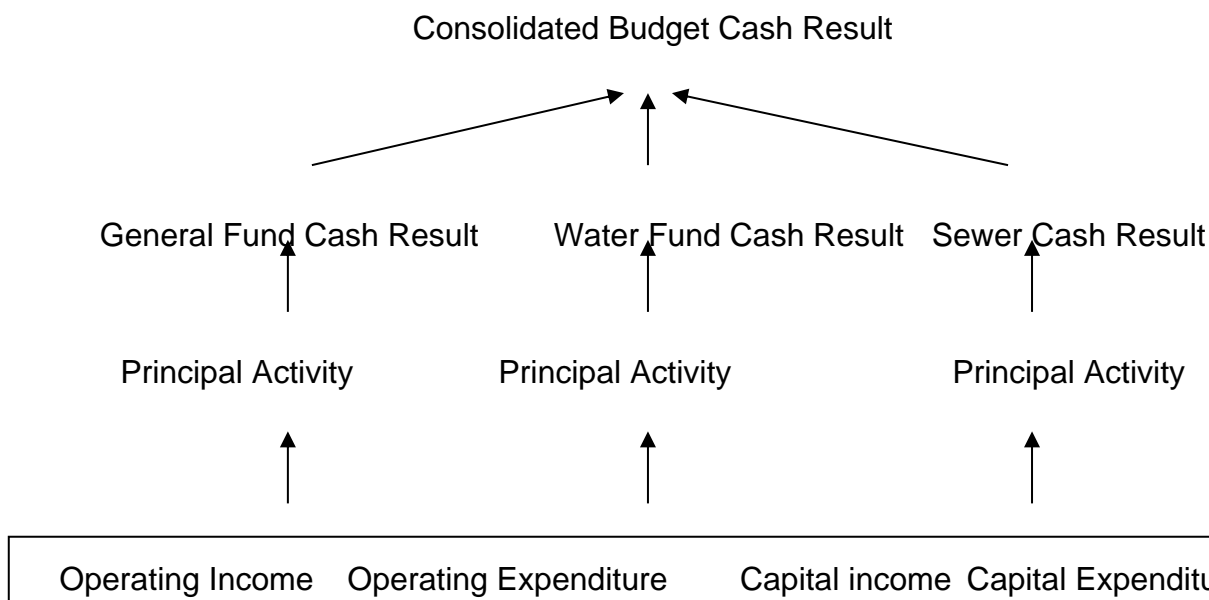 Consolidated Budget Cash Result
General Fund Cash Result Water Fund Cash Result Sewer Cash Result
Principal Activity Principal Activity Principal Activity
Operating Income Operating Expenditure Capital income Capital